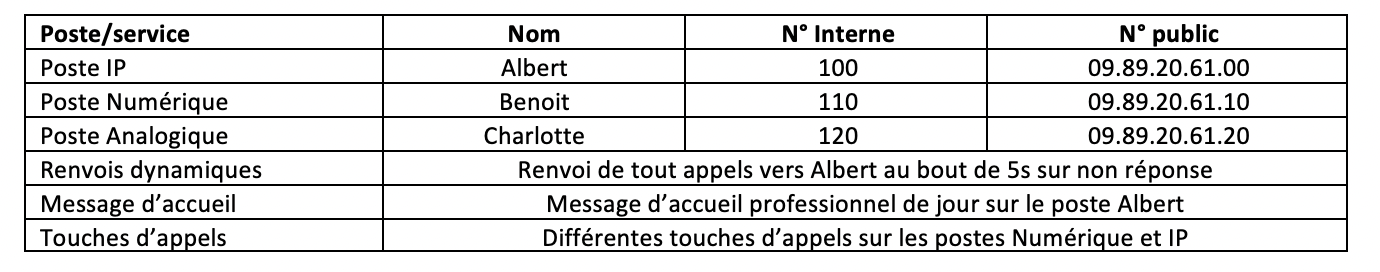 Poste/service Nom N° Interne N° public
Poste IP Albert 100 09.89.20.61.00
Poste Numérique Benoit 110 09.89.20.61.10
Poste Analogique Charlotte 120 09.89.20.61.20
Renvois dynamiques Renvoi de tout appels vers Albert au bout de 5s sur non réponse
Message d’accueil Message d’accueil professionnel de jour sur le poste Albert
Touches d’appels Différentes touches d’appels sur les postes Numérique et IP